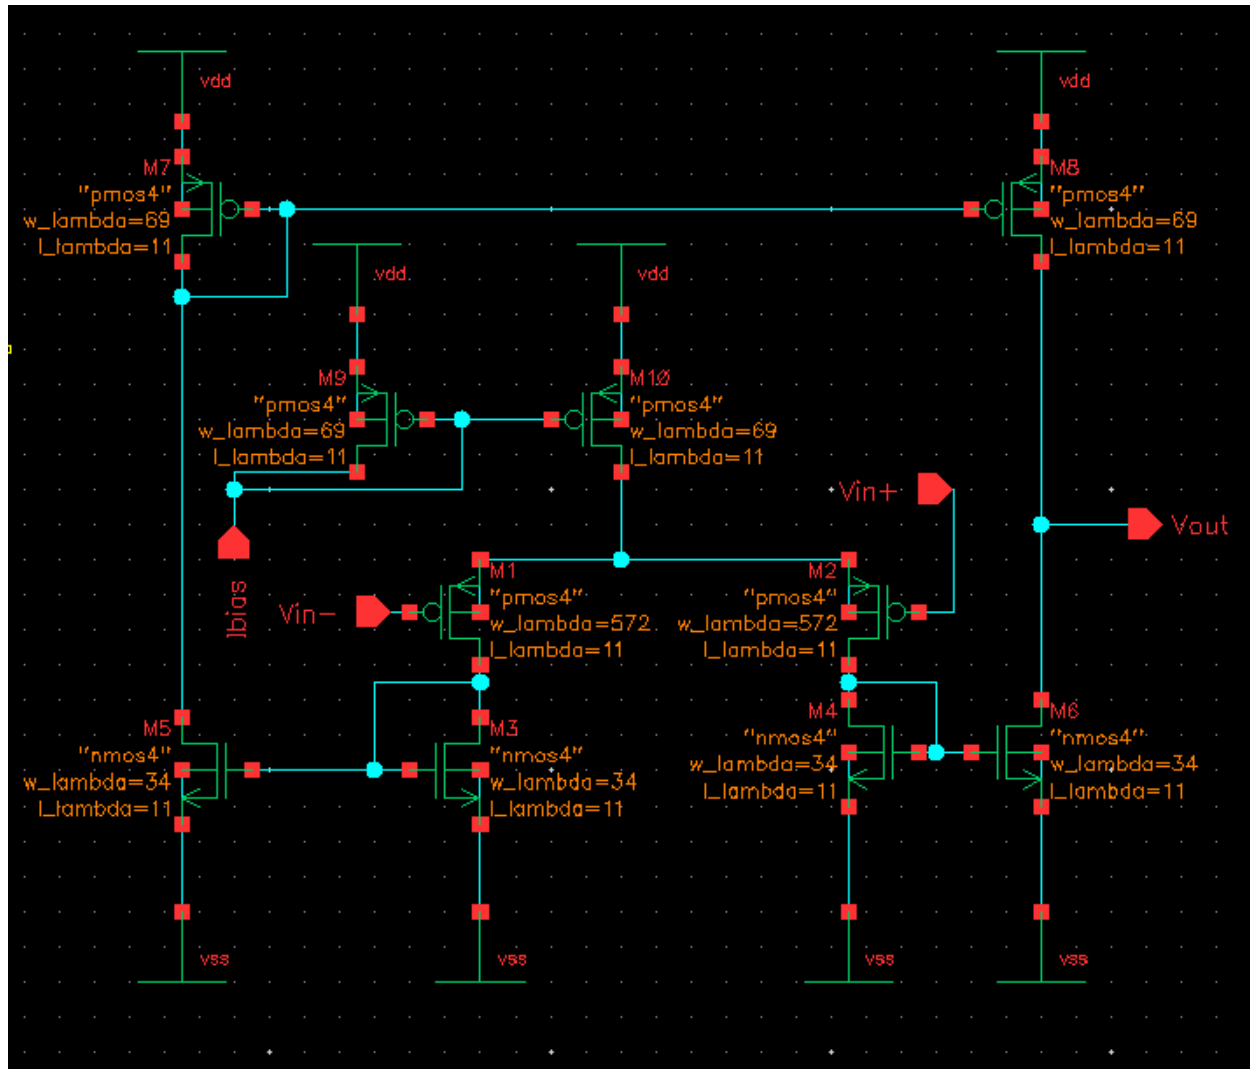 vdd
vdd
M7
"pmos4"
w_lambda=69
l_lambda=11
M8
"pmos4"
w_lambda=69
l_lambda=11
vdd
vdd
M9
"pmos4"
w_lambda=69
l_lambda=11
M10
"pmos4"
w_lambda=69
l_lambda=11
Vin+
Vout
Ibias
Vin-
M1
"pmos4"
w_lambda=572
l_lambda=11
M2
"pmos4"
w_lambda=572
l_lambda=11
M5
"nmos4"
w_lambda=34
l_lambda=11
M3
"nmos4"
w_lambda=34
l_lambda=11
M4
"nmos4"
w_lambda=34
l_lambda=11
M6
"nmos4"
w_lambda=34
l_lambda=11
vss
vss
vss
vss